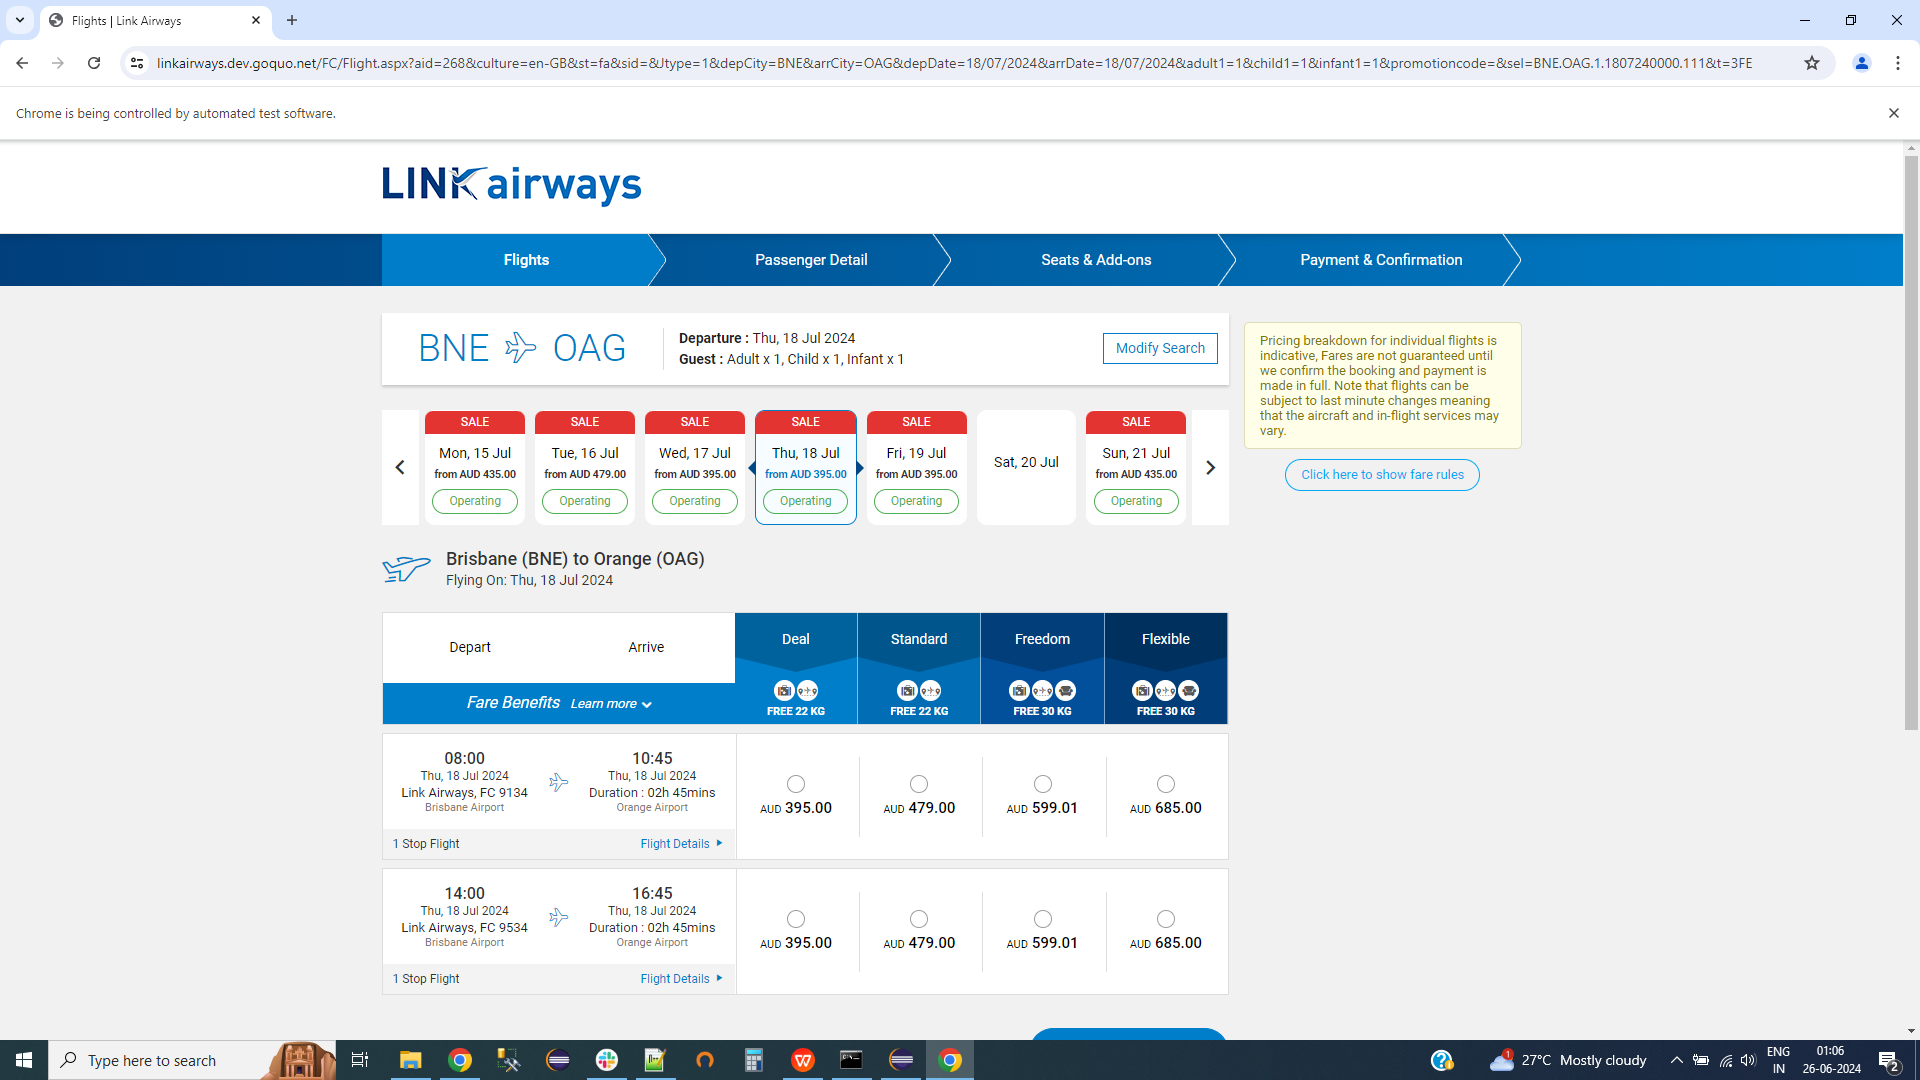 Flights | Link Airways
linkairways.dev.goquo.net/FC/Flight.aspx?aid=268&culture=en-GB&st=fa&sid=&Jtype=1&depCity=BNE&arrCity=OAG&depDate=18/07/2024&arrDate=18/07/2024&adult1=1&child1=1&infant1=1&promotioncode=&sel=BNE.OAG.1.1807240000.111&t=3FE
Chrome is being controlled by automated test software.
LINK airways
Flights
Passenger Detail
Seats & Add-ons
Payment & Confirmation
BNE OAG
Departure : Thu, 18 Jul 2024
Guest : Adult x 1, Child x 1, Infant x 1
Modify Search
Pricing breakdown for individual flights is
indicative, Fares are not guaranteed until
we confirm the booking and payment is
made in full. Note that flights can be
subject to last minute changes meaning
that the aircraft and in-flight services may
vary.
Click here to show fare rules
SALE
Mon, 15 Jul
from AUD 435.00
Operating
SALE
Tue, 16 Jul
from AUD 479.00
Operating
SALE
Wed, 17 Jul
from AUD 395.00
Operating
SALE
Thu, 18 Jul
from AUD 395.00
Operating
SALE
Fri, 19 Jul
from AUD 395.00
Operating
Sat, 20 Jul
SALE
Sun, 21 Jul
from AUD 435.00
Operating
Brisbane (BNE) to Orange (OAG)
Flying On: Thu, 18 Jul 2024
Depart Arrive
Deal Standard Freedom Flexible
Fare Benefits Learn more
FREE 22 KG FREE 22 KG FREE 30 KG FREE 30 KG
08:00
Thu, 18 Jul 2024
Link Airways, FC 9134
Brisbane Airport
10:45
Thu, 18 Jul 2024
Duration : 02h 45mins
Orange Airport
1 Stop Flight
Flight Details
AUD 395.00
AUD 479.00
AUD 599.01
AUD 685.00
14:00
Thu, 18 Jul 2024
Link Airways, FC 9534
Brisbane Airport
16:45
Thu, 18 Jul 2024
Duration : 02h 45mins
Orange Airport
1 Stop Flight
Flight Details
AUD 395.00
AUD 479.00
AUD 599.01
AUD 685.00
Type here to search
1
27°C Mostly cloudy
ENG
IN
01:06
26-06-2024
2